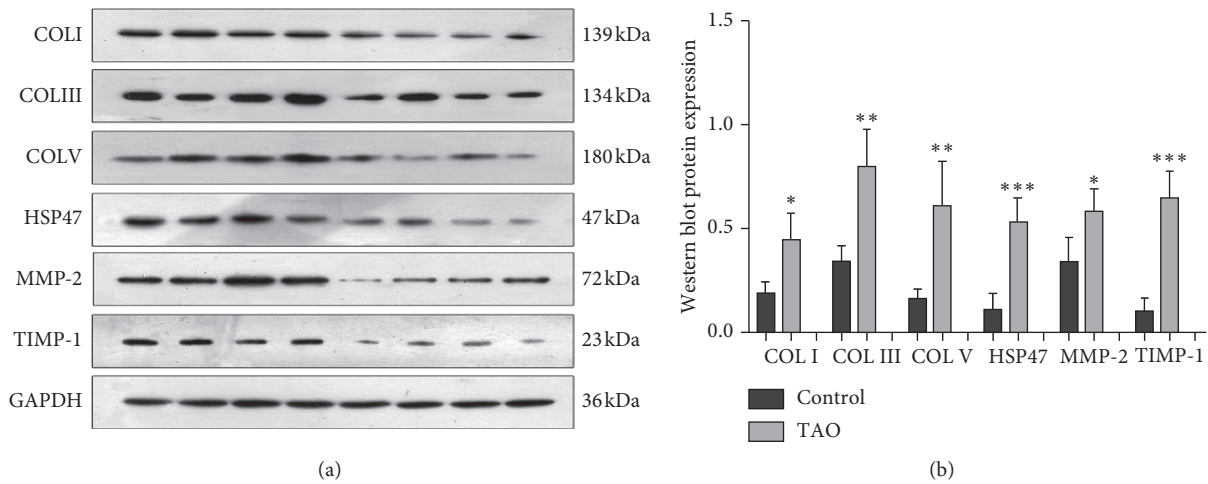 COLI 139 kDa
COLIII 134 kDa
COLV 180 kDa
HSP47 47 kDa
MMP-2 72 kDa
TIMP-1 23 kDa
GAPDH 36 kDa
(a)
Western blot protein expression
1.5
1.0
0.5
0.0
* ** ** *** * ***
COL I COL III COL V HSP47 MMP-2 TIMP-1
Control
TAO
(b)